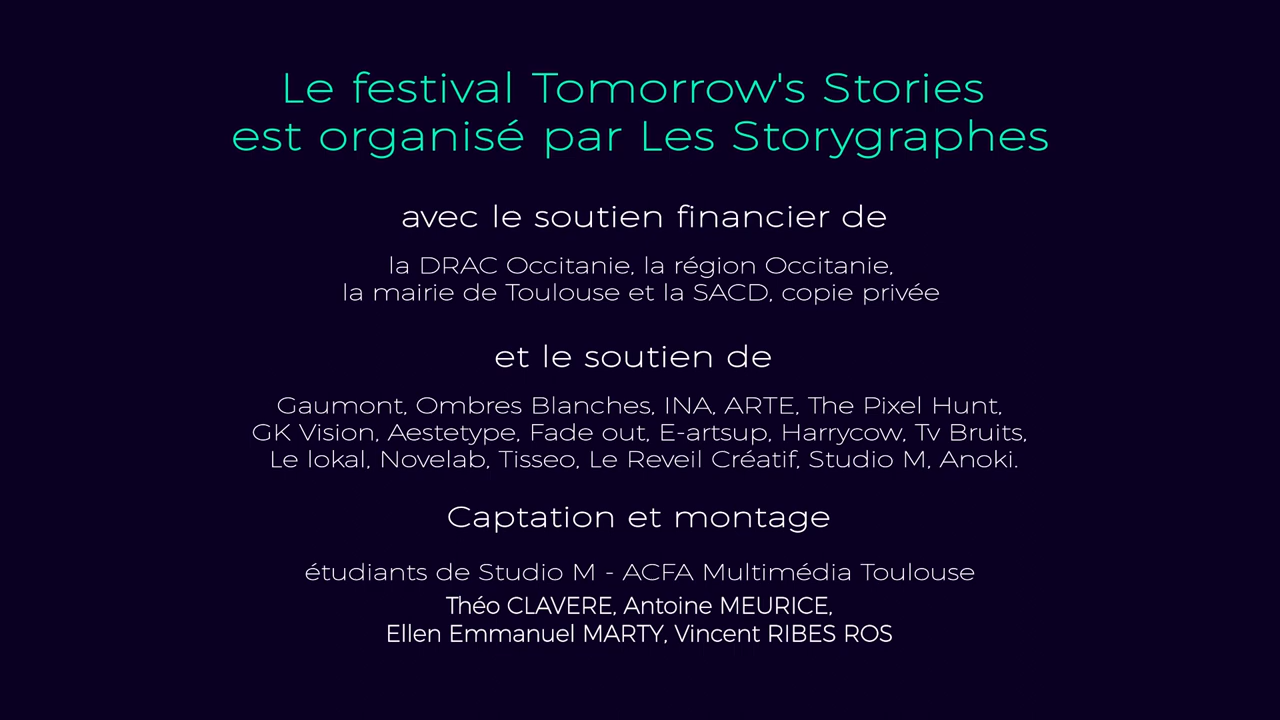 Le festival Tomorrow's Stories
est organisé par Les Storygraphes
avec le soutien financier de
la DRAC Occitanie, la région Occitanie,
la mairie de Toulouse et la SACD, copie privée
et le soutien de
Gaumont, Ombres Blanches, INA, ARTE, The Pixel Hunt,
GK Vision, Aestetype, Fade out, E-artsup, Harrycow, Tv Bruits,
Le lokal, Novelab, Tisseo, Le Reveil Créatif, Studio M, Anoki.
Captation et montage
étudiants de Studio M - ACFA Multimédia Toulouse
Théo CLAVERE, Antoine MEURICE,
Ellen Emmanuel MARTY, Vincent RIBES ROS